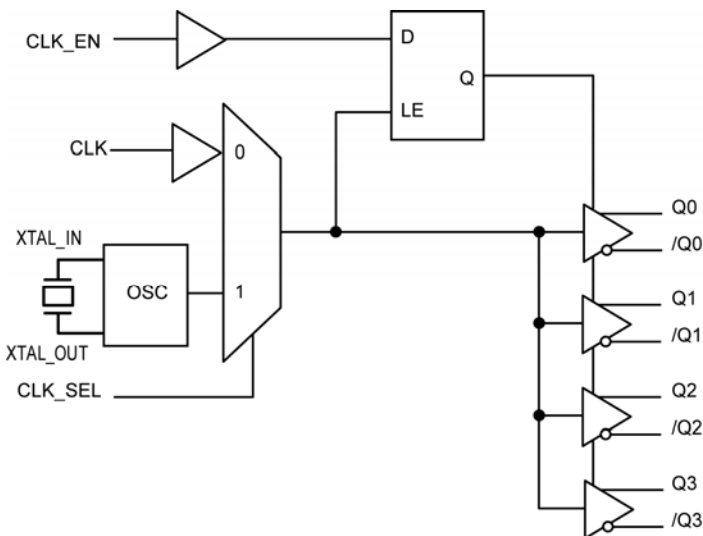 CLK_EN
D
Q
LE
CLK
0
XTAL_IN
OSC
1
XTAL_OUT
CLK_SEL
Q0
/Q0
Q1
/Q1
Q2
/Q2
Q3
/Q3